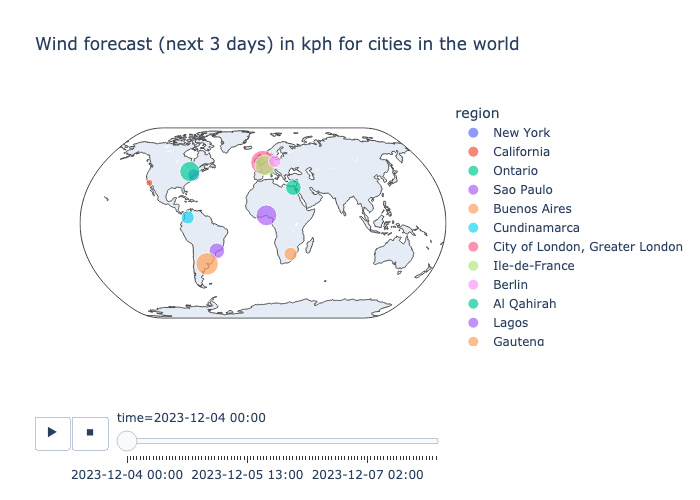 Wind forecast (next 3 days) in kph for cities in the world
region
New York
California
Ontario
Sao Paulo
Buenos Aires
Cundinamarca
City of London, Greater London
Ile-de-France
Berlin
Al Qahirah
Lagos
Gauteng
time=2023-12-04 00:00
2023-12-04 00:00 2023-12-05 13:00 2023-12-07 02:00